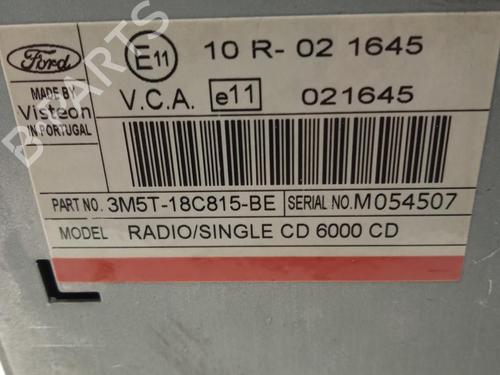 Ford
E11 10 R- 02 1645
MADE BY
Visteon
IN PORTUGAL
V.C.A. e11 021645
PART NO. 3M5T-18C815-BE SERIAL NO. M054507
MODEL RADIO/SINGLE CD 6000 CD
B-PARTS